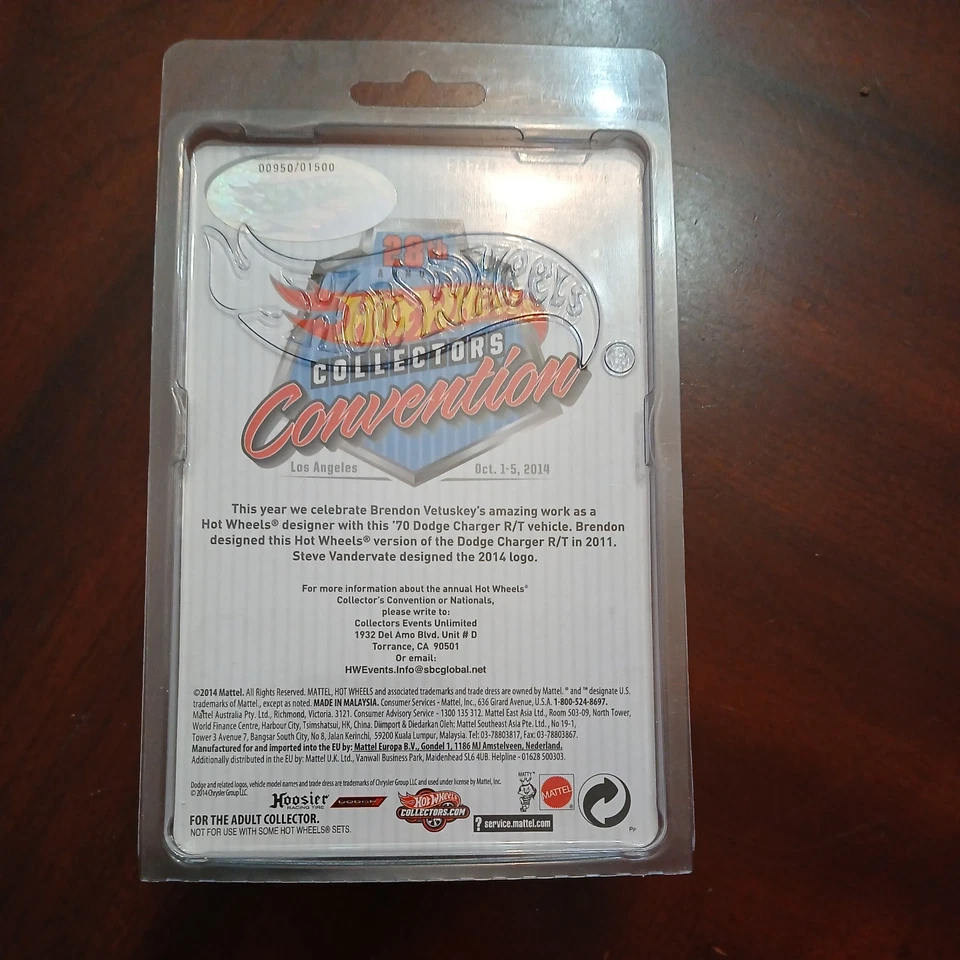 00950/01500
28th
ANNUAL
HOT WHEELS
Hot Wheels
COLLECTORS
Convention
Los Angeles Oct. 1-5, 2014
This year we celebrate Brendon Vetuskey's amazing work as a
Hot Wheels® designer with this '70 Dodge Charger R/T vehicle. Brendon
designed this Hot Wheels® version of the Dodge Charger R/T in 2011.
Steve Vandervate designed the 2014 logo.
For more information about the annual Hot Wheels®
Collector's Convention or Nationals,
please write to:
Collectors Events Unlimited
1932 Del Amo Blvd. Unit # D
Torrance, CA 90501
Or email:
HWEvents.Info@sbcglobal.net
©2014 Mattel. All Rights Reserved. MATTEL, HOT WHEELS and associated trademarks and trade dress are owned by Mattel. ® and ™ designate U.S.
trademarks of Mattel, except as noted. MADE IN MALAYSIA. Consumer Services - Mattel, Inc., 636 Girard Avenue, U.S.A. 1-800-524-8697.
Mattel Australia Pty. Ltd., Richmond, Victoria. 3121. Consumer Advisory Service - 1300 135 312. Mattel East Asia Ltd., Room 503-09, North Tower,
World Finance Centre, Harbour City, Tsimshatsui, HK, China. Diimport & Diedarkan Oleh: Mattel Southeast Asia Pte. Ltd., No 19-1,
Tower 3 Avenue 7, Bangsar South City, No 8, Jalan Kerinchi, 59200 Kuala Lumpur, Malaysia. Tel: 03-78803817, Fax: 03-78803867.
Manufactured for and imported into the EU by: Mattel Europa B.V., Gondel 1, 1186 MJ Amstelveen, Nederland.
Additionally distributed in the EU by: Mattel U.K. Ltd., Vanwall Business Park, Maidenhead SL6 4UB. Helpline - 01628 500303.
Dodge and related logos, vehicle model names and trade dress are trademarks of Chrysler Group LLC and used under license by Mattel, Inc.
© 2014 Chrysler Group LLC.
Hoosier
RACING TIRE
DODGE
Hot Wheels
COLLECTORS.COM
MATTY
MATTEL
FOR THE ADULT COLLECTOR.
NOT FOR USE WITH SOME HOT WHEELS® SETS.
? service.mattel.com